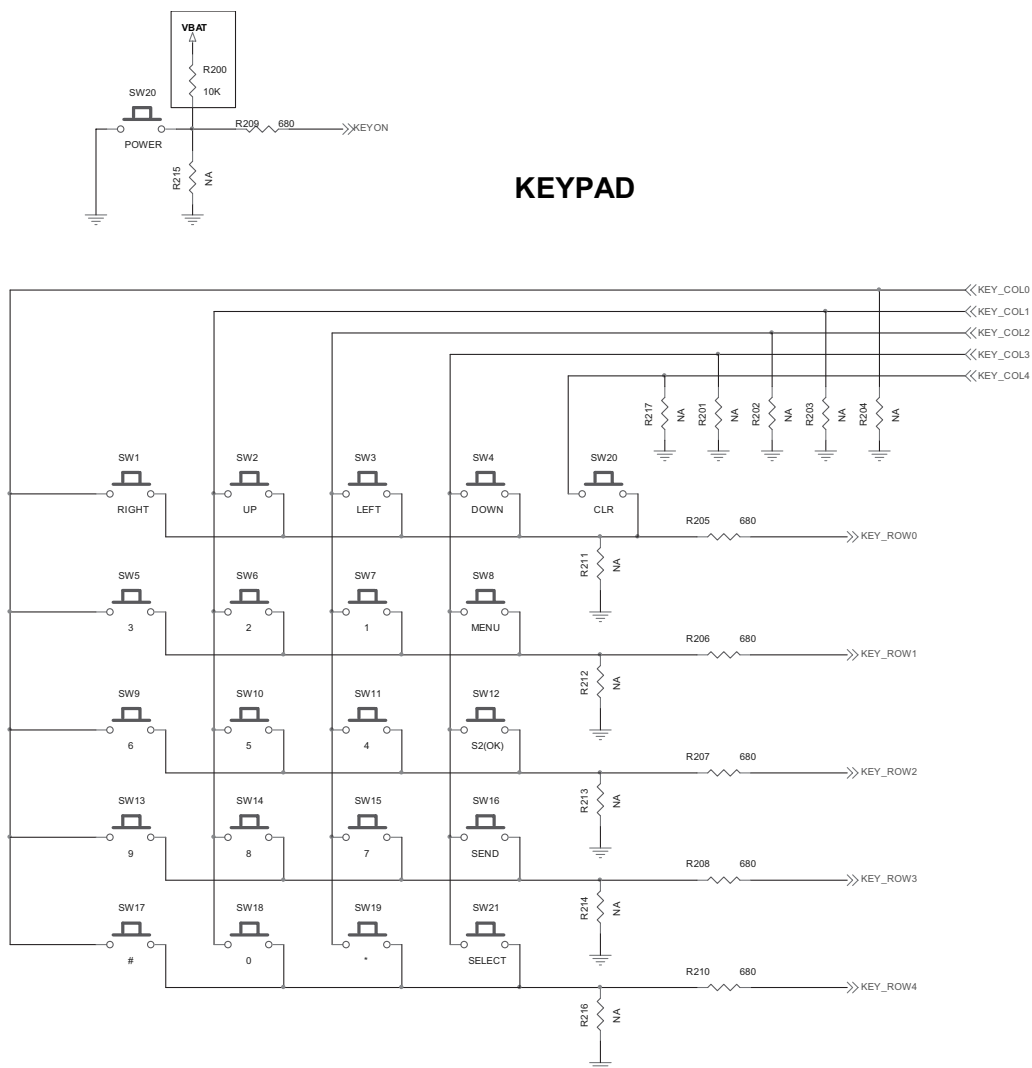 VBAT
R200
10K
SW20
POWER
R209 680
KEYON
R215 NA
KEYPAD
KEY_COL0
KEY_COL1
KEY_COL2
KEY_COL3
KEY_COL4
R217 NA R201 NA R202 NA R203 NA R204 NA
SW1 SW2 SW3 SW4 SW20
RIGHT UP LEFT DOWN CLR
R205 680
KEY_ROW0
R211 NA
SW5 SW6 SW7 SW8
3 2 1 MENU
R206 680
KEY_ROW1
R212 NA
SW9 SW10 SW11 SW12
6 5 4 S2(OK)
R207 680
KEY_ROW2
R213 NA
SW13 SW14 SW15 SW16
9 8 7 SEND
R208 680
KEY_ROW3
R214 NA
SW17 SW18 SW19 SW21
# 0 * SELECT
R210 680
KEY_ROW4
R216 NA